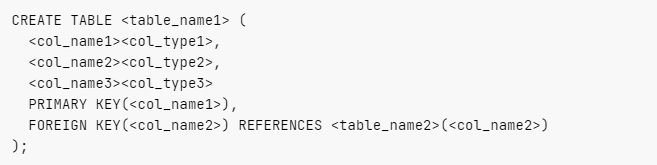 CREATE TABLE <table_name1> (
<col_name1><col_type1>,
<col_name2><col_type2>,
<col_name3><col_type3>
PRIMARY KEY(<col_name1>),
FOREIGN KEY(<col_name2>) REFERENCES <table_name2>(<col_name2>)
);